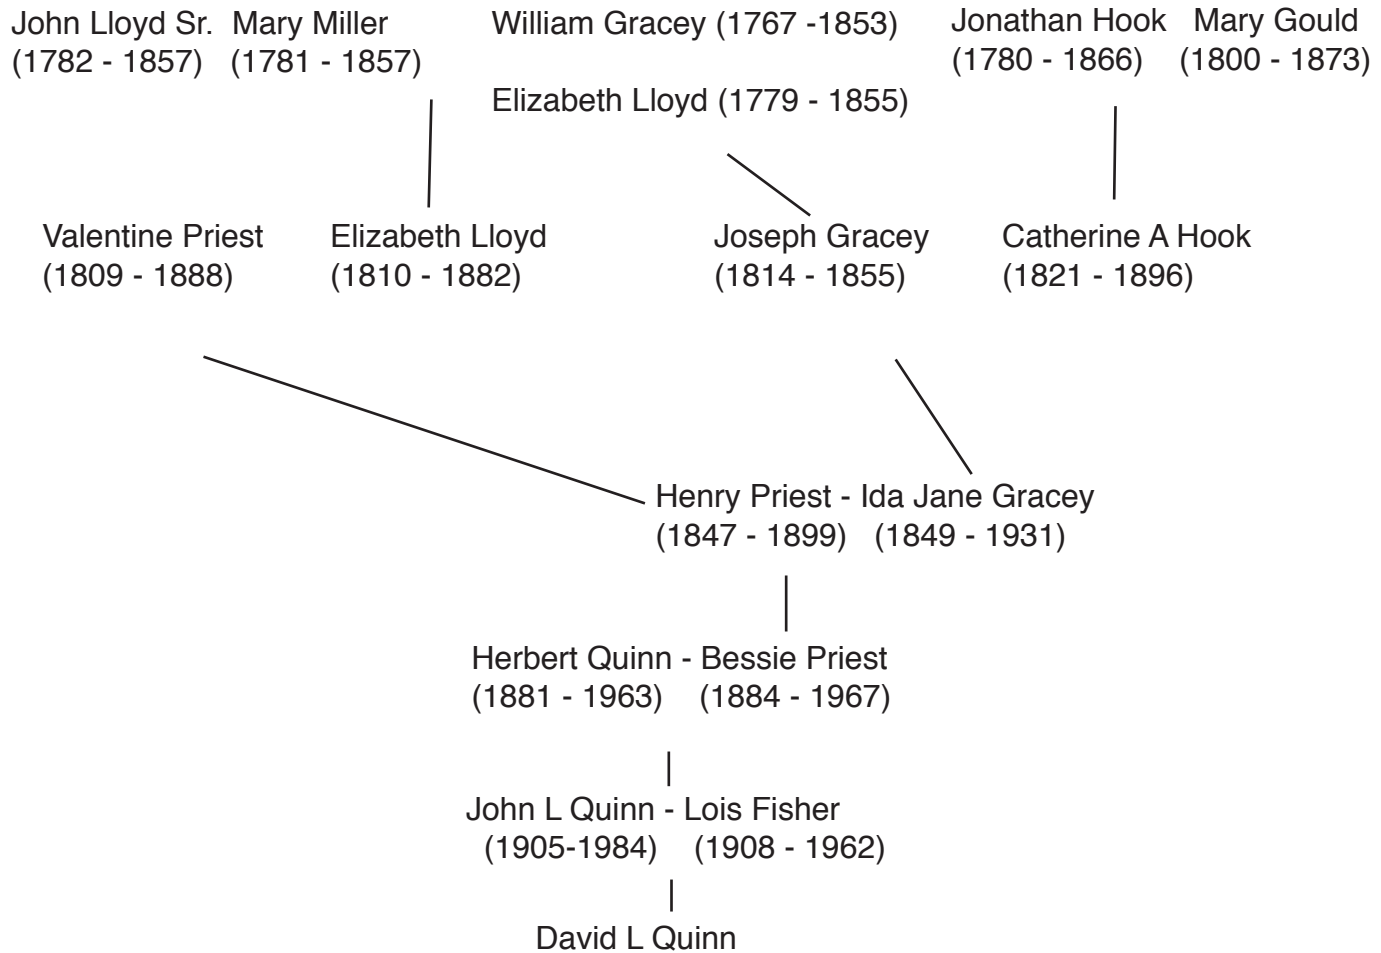 John Lloyd Sr. Mary Miller
(1782 - 1857) (1781 - 1857)
William Gracey (1767 -1853)
Elizabeth Lloyd (1779 - 1855)
Jonathan Hook Mary Gould
(1780 - 1866) (1800 - 1873)
Valentine Priest
(1809 - 1888)
Elizabeth Lloyd
(1810 - 1882)
Joseph Gracey
(1814 - 1855)
Catherine A Hook
(1821 - 1896)
Henry Priest - Ida Jane Gracey
(1847 - 1899) (1849 - 1931)
Herbert Quinn - Bessie Priest
(1881 - 1963) (1884 - 1967)
John L Quinn - Lois Fisher
(1905-1984) (1908 - 1962)
David L Quinn